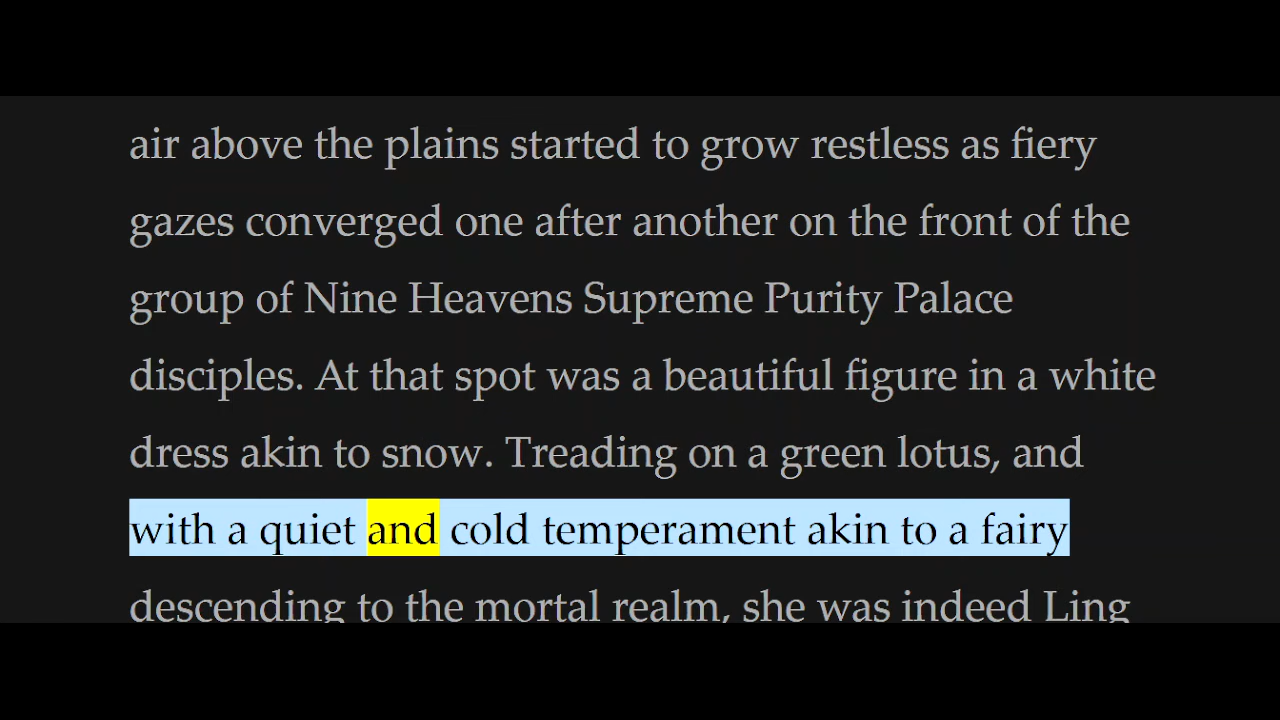 air above the plains started to grow restless as fiery
gazes converged one after another on the front of the
group of Nine Heavens Supreme Purity Palace
disciples. At that spot was a beautiful figure in a white
dress akin to snow. Treading on a green lotus, and
with a quiet and cold temperament akin to a fairy
descending to the mortal realm, she was indeed Ling